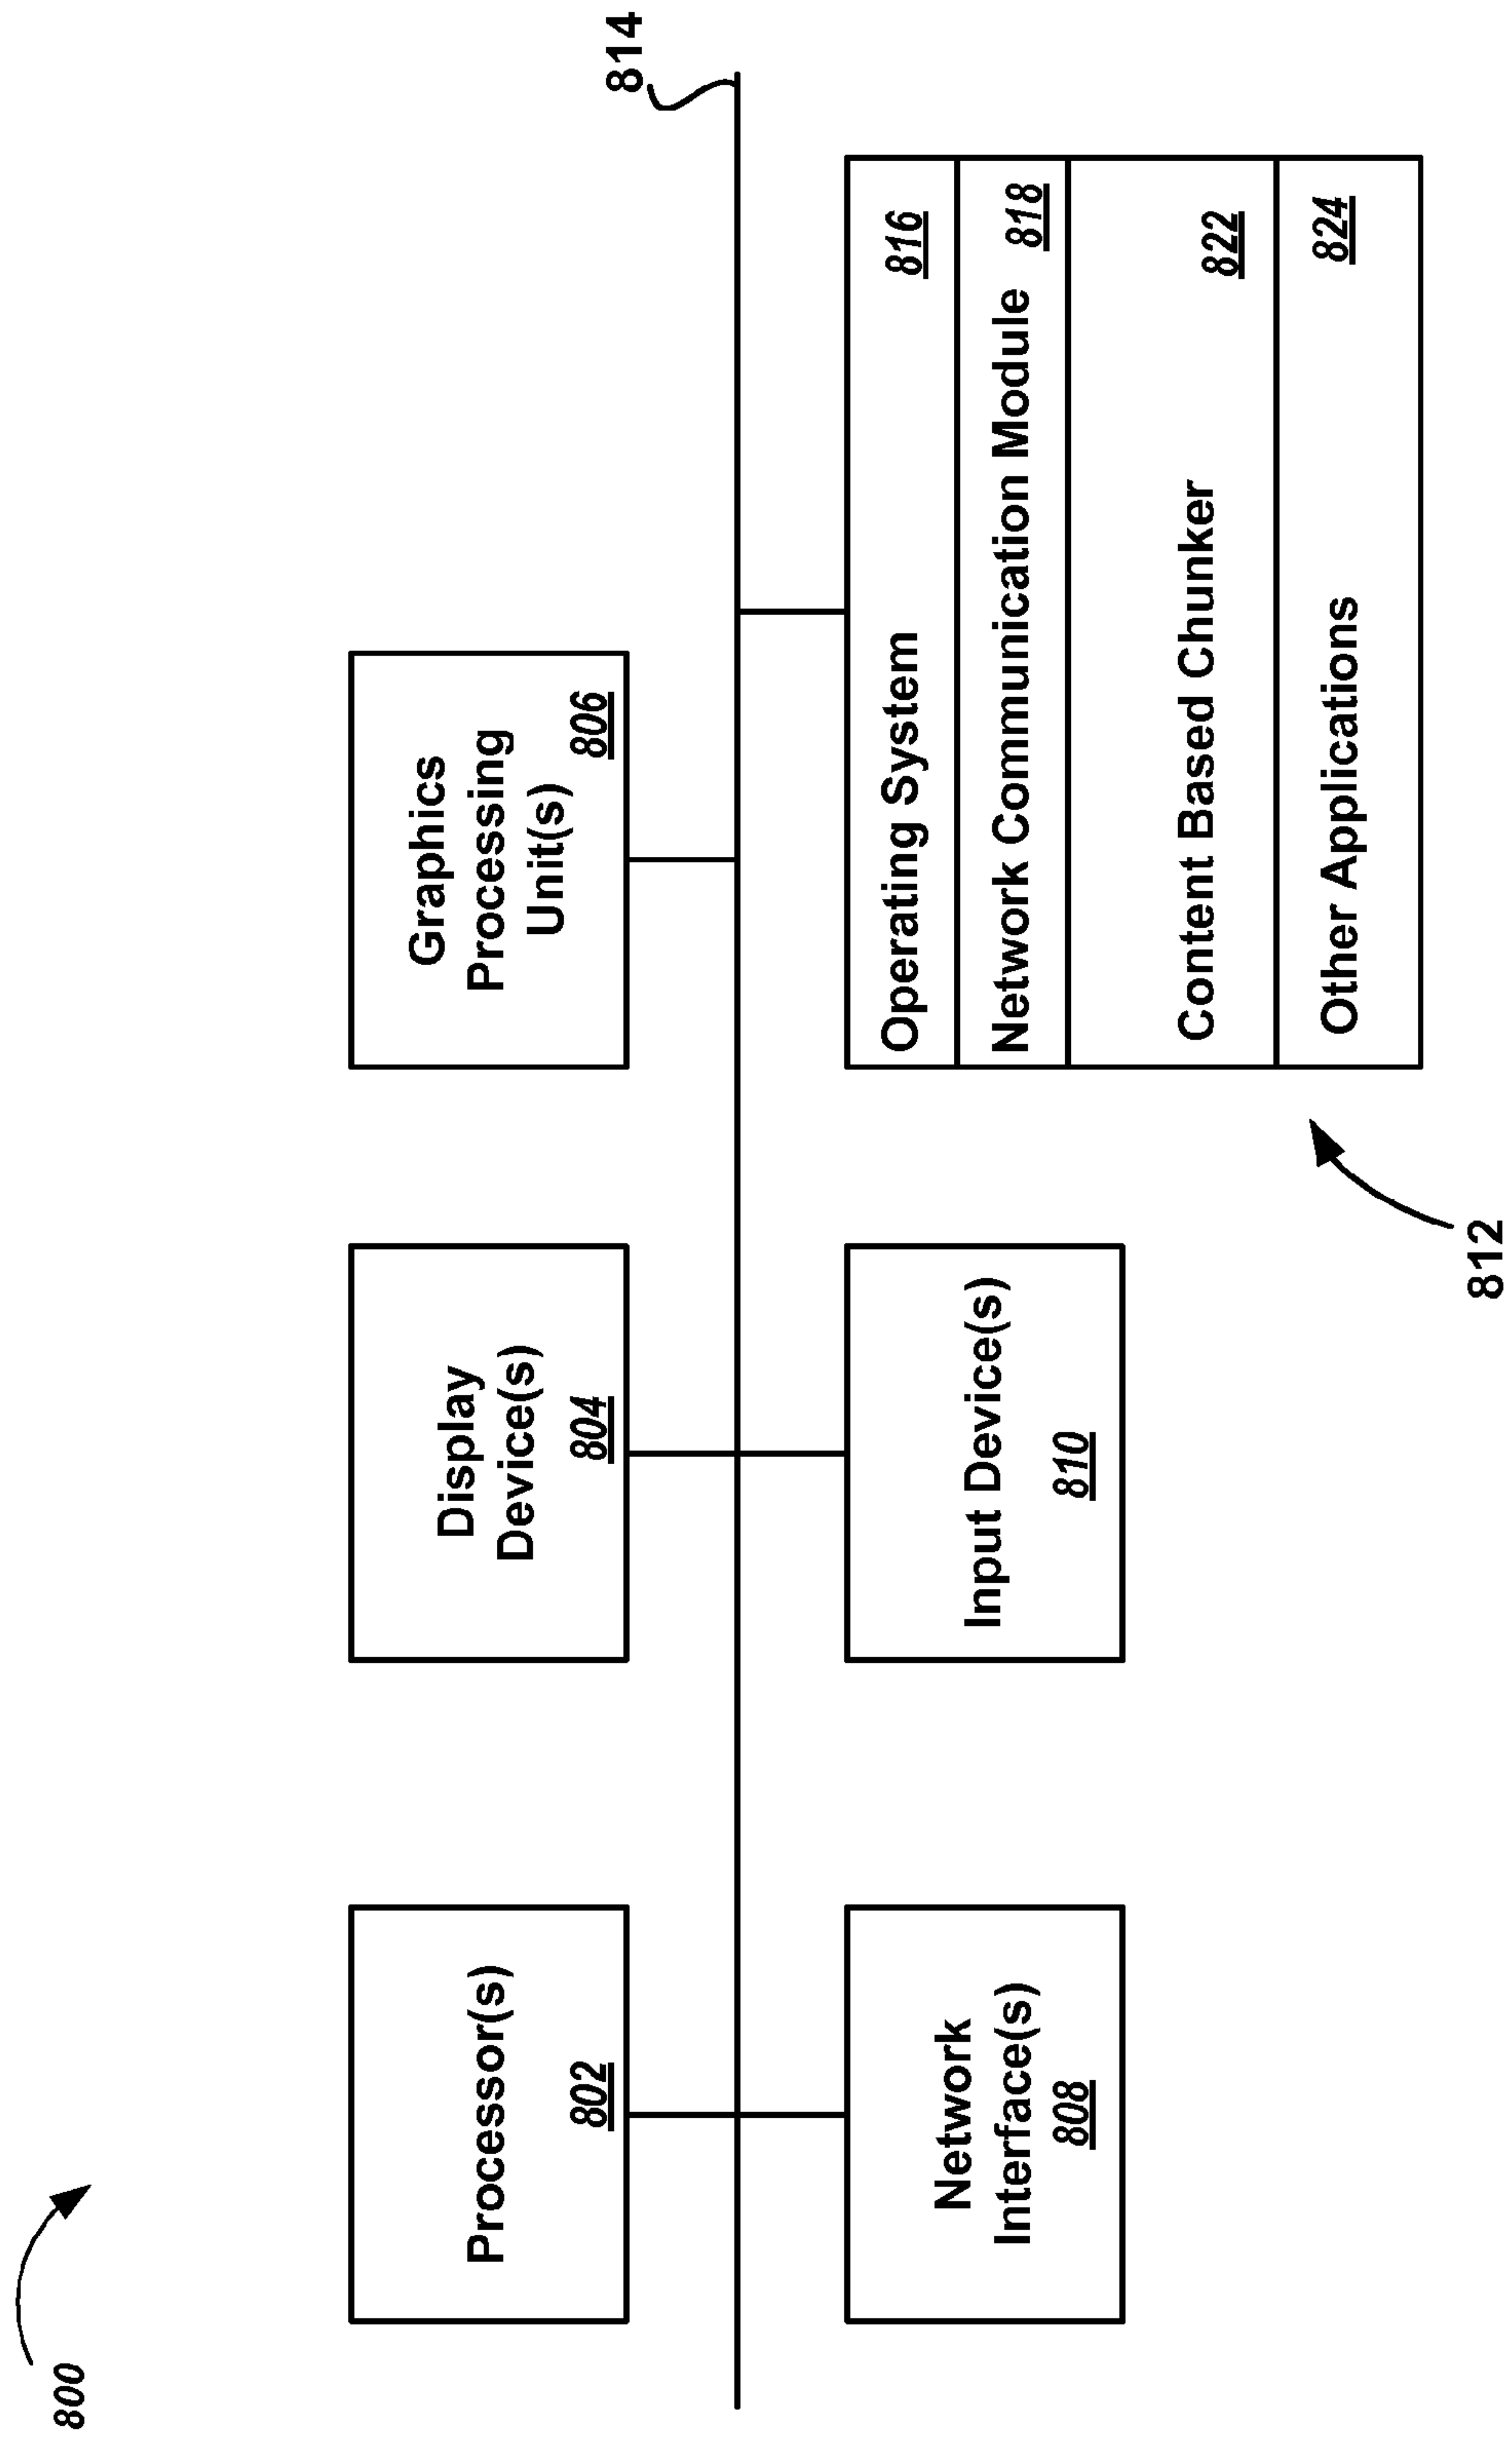 800
814
Processor(s)
802
Display
Device(s)
804
Graphics
Processing
Unit(s)
806
Network
Interface(s)
808
Input Device(s)
810
Operating System 816
Network Communication Module 818
Content Based Chunker 822
Other Applications 824
812